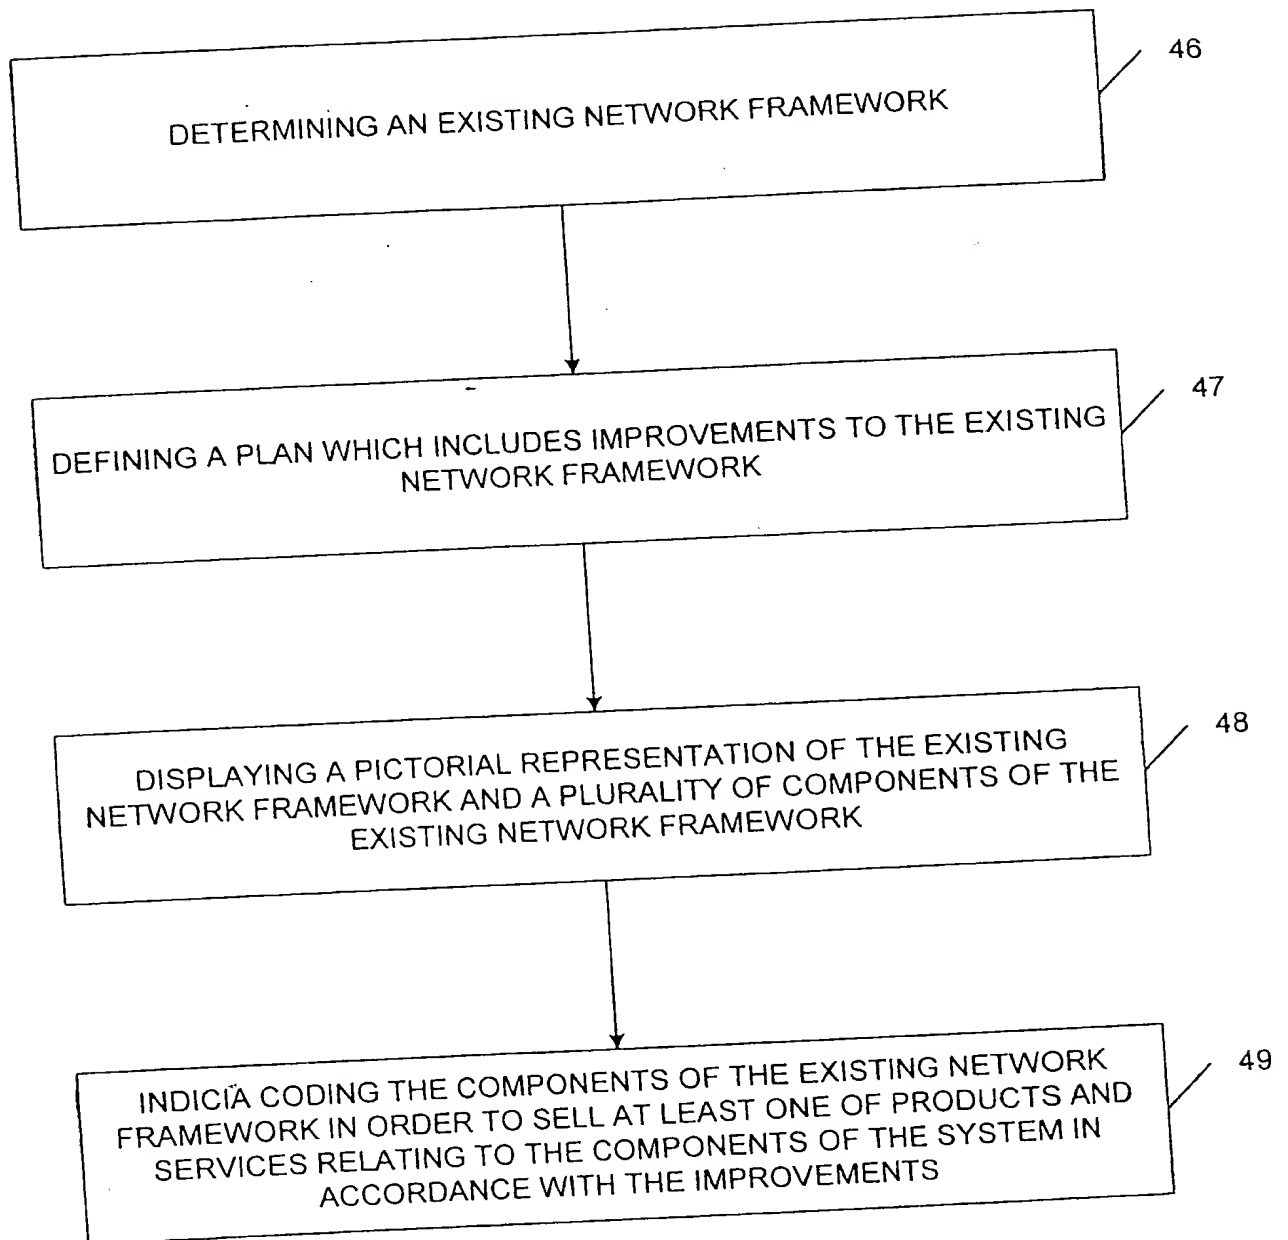 DETERMINING AN EXISTING NETWORK FRAMEWORK
46
DEFINING A PLAN WHICH INCLUDES IMPROVEMENTS TO THE EXISTING
NETWORK FRAMEWORK
47
DISPLAYING A PICTORIAL REPRESENTATION OF THE EXISTING
NETWORK FRAMEWORK AND A PLURALITY OF COMPONENTS OF THE
EXISTING NETWORK FRAMEWORK
48
INDICIA CODING THE COMPONENTS OF THE EXISTING NETWORK
FRAMEWORK IN ORDER TO SELL AT LEAST ONE OF PRODUCTS AND
SERVICES RELATING TO THE COMPONENTS OF THE SYSTEM IN
ACCORDANCE WITH THE IMPROVEMENTS
49